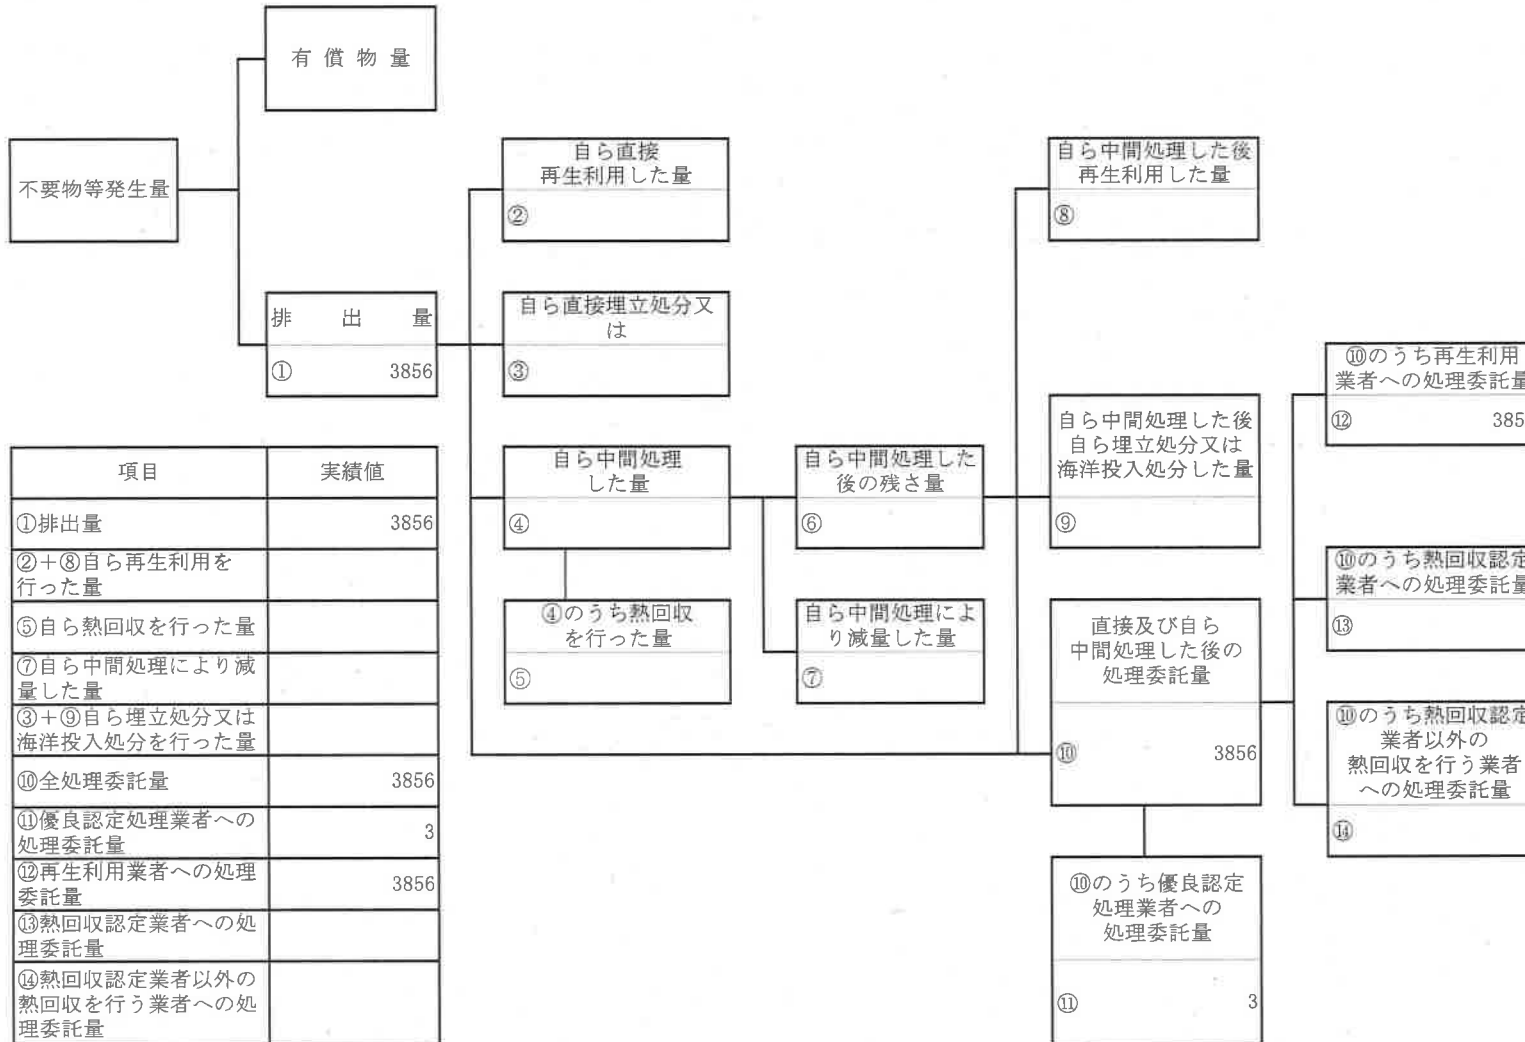 有 償 物 量
不要物等発生量
自ら直接
再生利用した量
②
自ら中間処理した後
再生利用した量
⑧
排 出 量
① 3856
自ら直接埋立処分又
は
③
⑩のうち再生利用
業者への処理委託量
⑫ 385
自ら中間処理した後
自ら埋立処分又は
海洋投入処分した量
⑨
自ら中間処理
した量
④
自ら中間処理した
後の残さ量
⑥
④のうち熱回収
を行った量
⑤
自ら中間処理によ
り減量した量
⑦
直接及び自ら
中間処理した後の
処理委託量
⑩ 3856
⑩のうち熱回収認定
業者への処理委託量
⑬
⑩のうち熱回収認定
業者以外の
熱回収を行う業者
への処理委託量
⑭
⑩のうち優良認定
処理業者への
処理委託量
⑪ 3
項目 実績値
①排出量 3856
②+⑧自ら再生利用を
行った量
⑤自ら熱回収を行った量
⑦自ら中間処理により減
量した量
③+⑨自ら埋立処分又は
海洋投入処分を行った量
⑩全処理委託量 3856
⑪優良認定処理業者への
処理委託量 3
⑫再生利用業者への処理
委託量 3856
⑬熱回収認定業者への処
理委託量
⑭熱回収認定業者以外の
熱回収を行う業者への処
理委託量